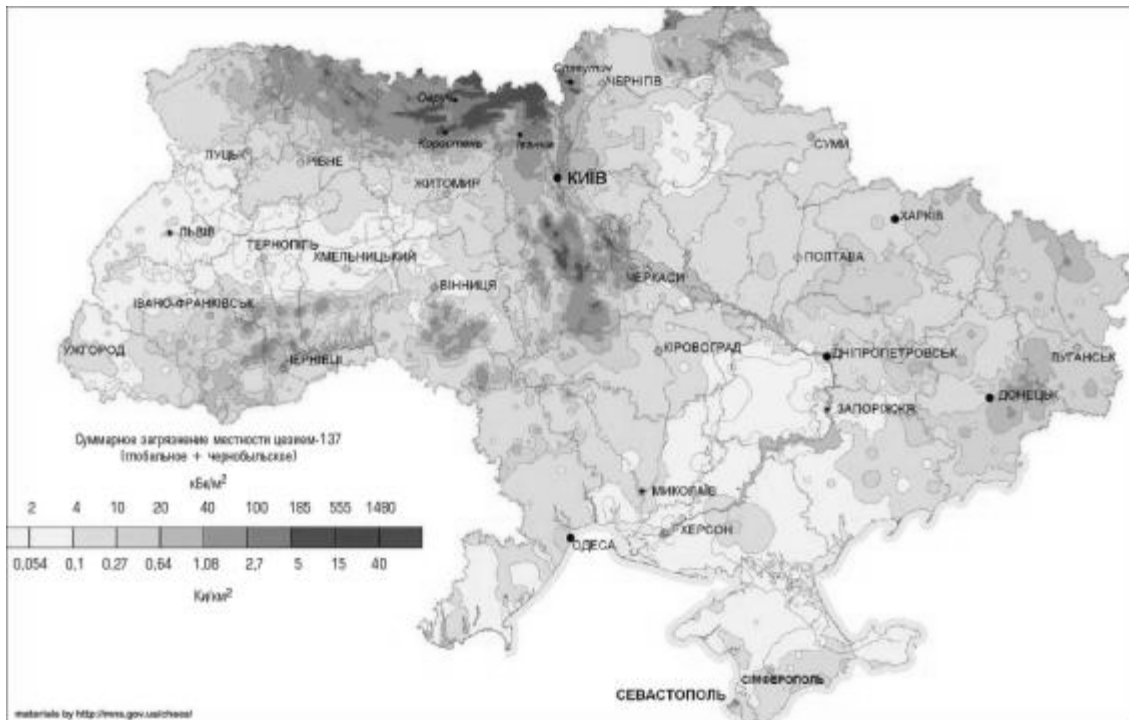 Славутич
ЧЕРНІГІВ
Овруч
Коростень
Іванків
СУМИ
ЛУЦЬК
РІВНЕ
ЖИТОМИР
КИЇВ
ХАРКІВ
ЛЬВІВ
ТЕРНОПІЛЬ
ХМЕЛЬНИЦЬКИЙ
ПОЛТАВА
ЧЕРКАСИ
ВІННИЦЯ
ІВАНО-ФРАНКІВСЬК
УЖГОРОД
ЧЕРНІВЦІ
КІРОВОГРАД
ДНІПРОПЕТРОВСЬК
ЛУГАНСЬК
ДОНЕЦЬК
ЗАПОРІЖЖЯ
Суммарное загрязнение местности цезием-137
(глобальное + чернобыльское)
кБк/м²
2 4 10 20 40 100 185 555 1480
0,054 0,1 0,27 0,54 1,08 2,7 5 15 40
Ки/км²
МИКОЛАЇВ
ХЕРСОН
ОДЕСА
СІМФЕРОПОЛЬ
СЕВАСТОПОЛЬ
materials by http://mns.gov.ua/chaes/